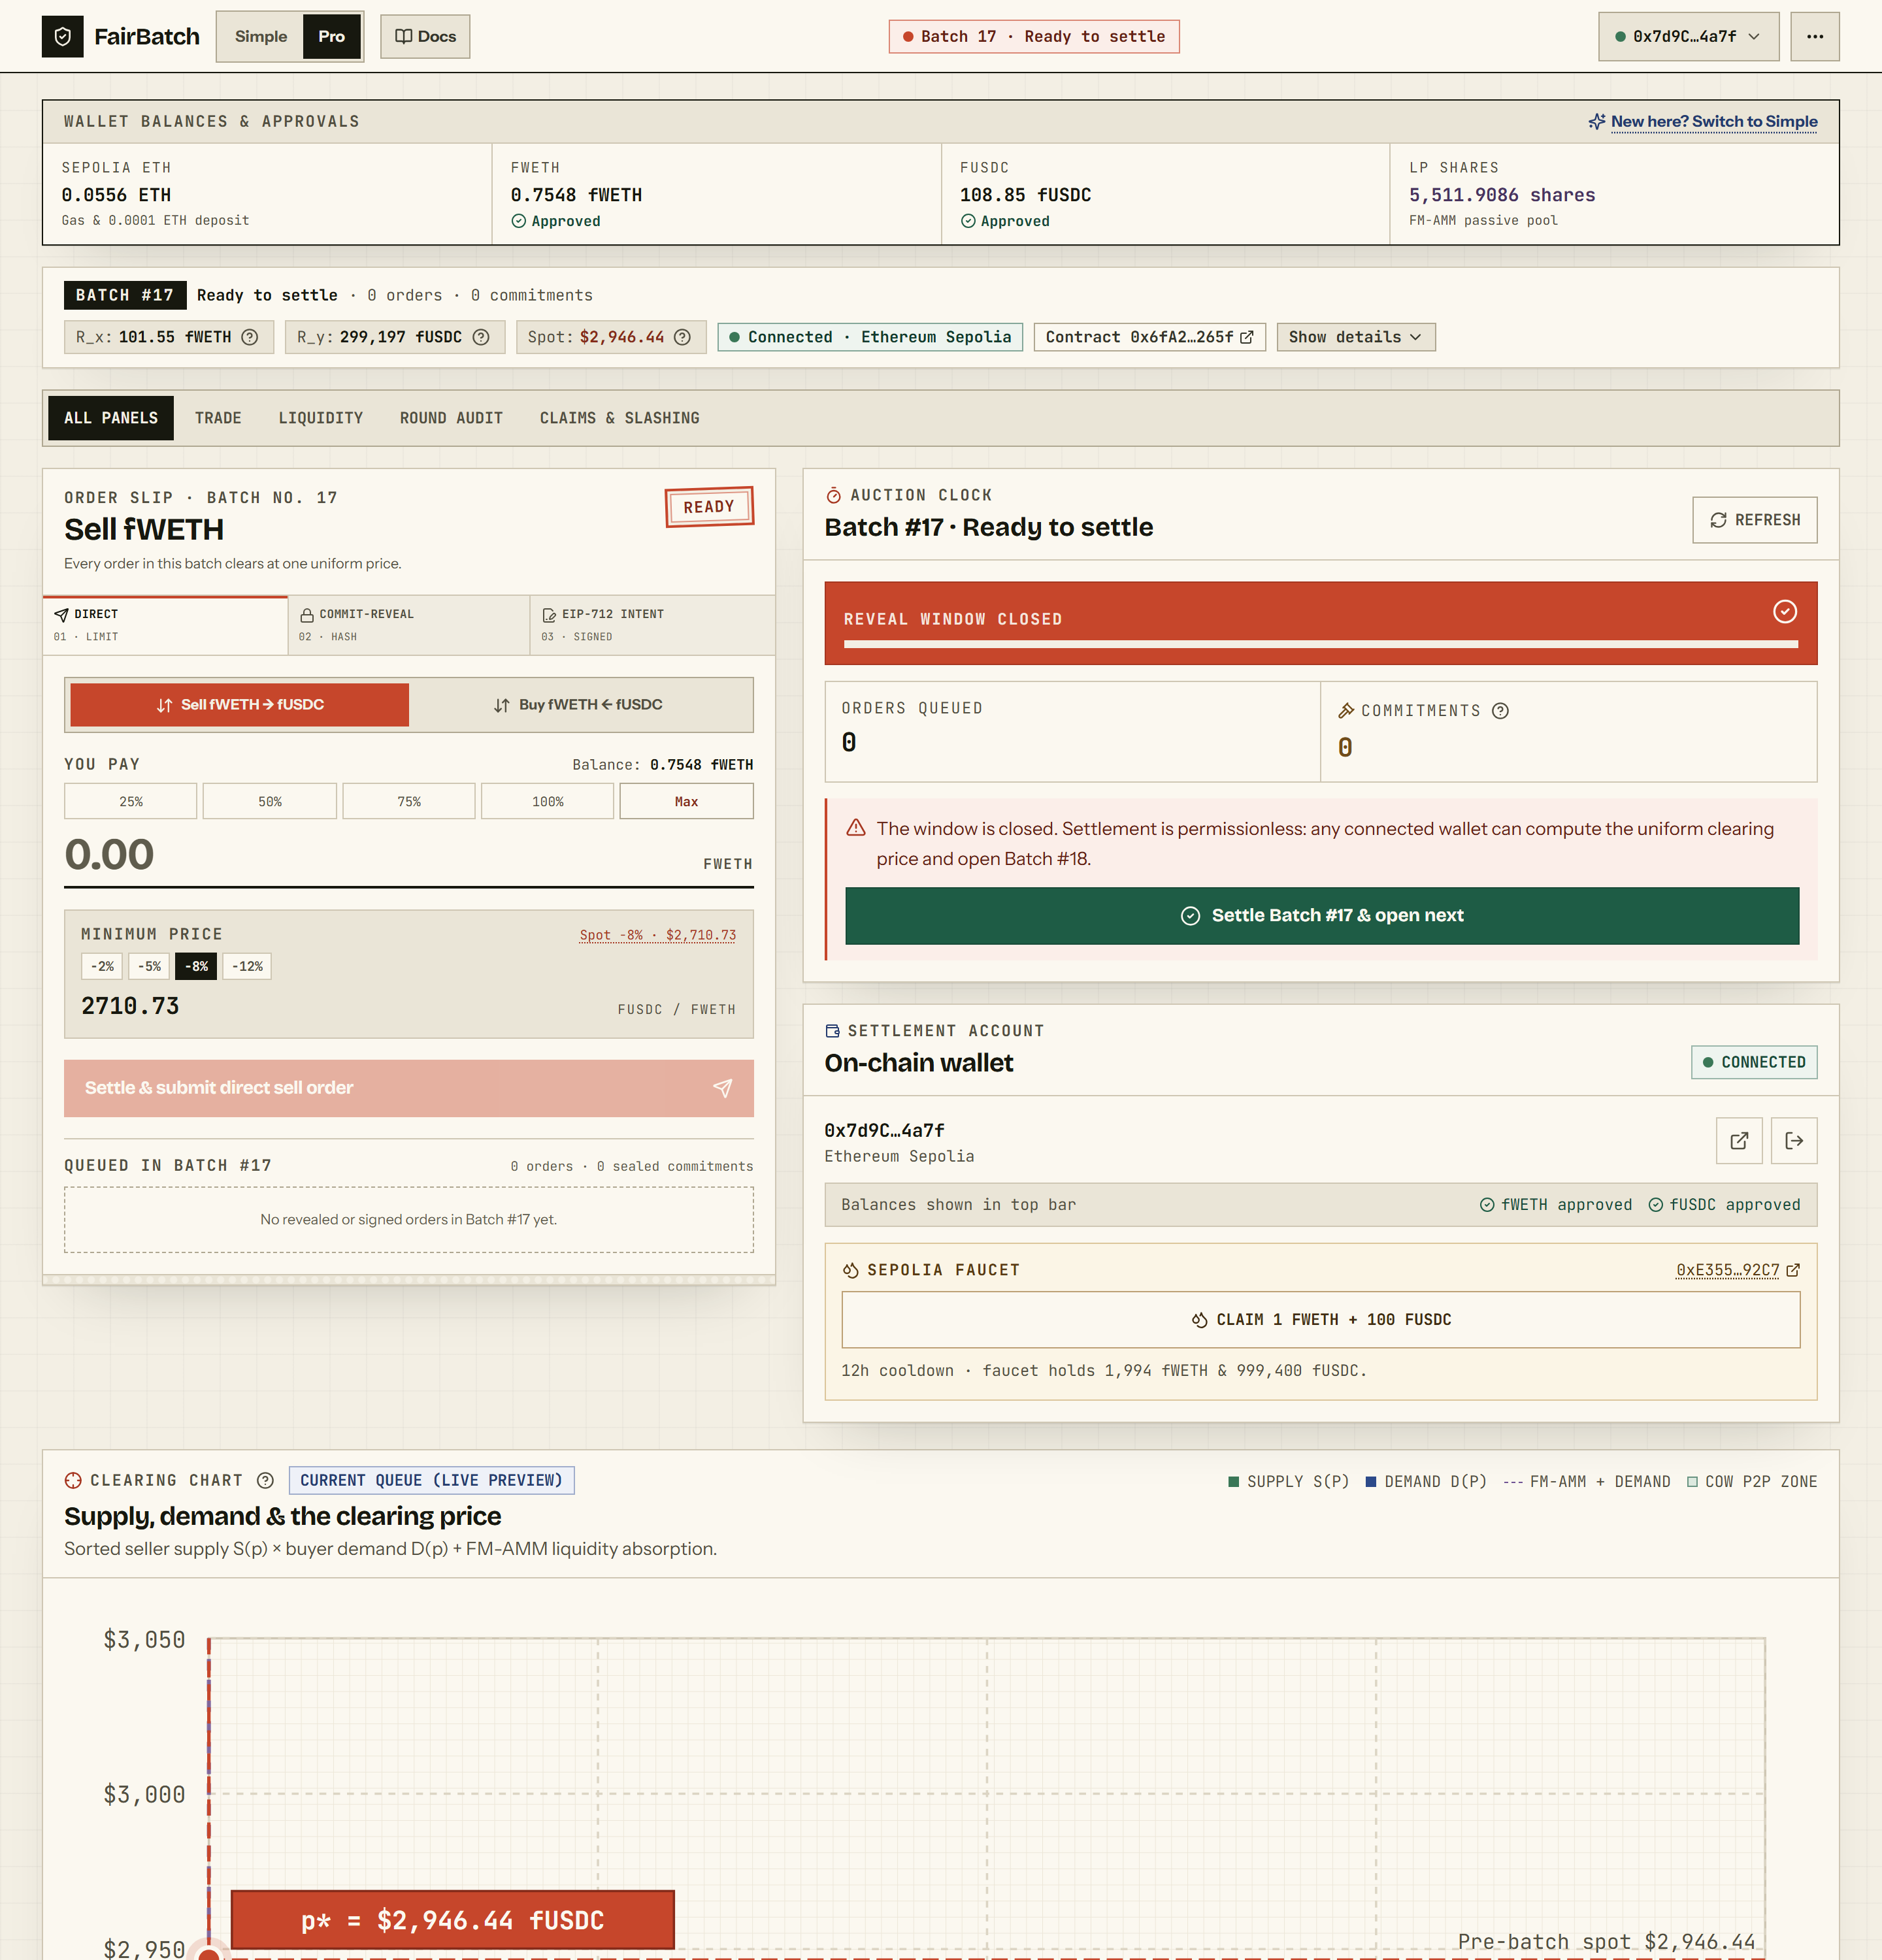 FairBatch Simple Pro Docs Batch 17 · Ready to settle 0x7d9C…4a7f
WALLET BALANCES & APPROVALS New here? Switch to Simple
SEPOLIA ETH
0.0556 ETH
Gas & 0.0001 ETH deposit
FWETH
0.7548 fWETH
Approved
FUSDC
108.85 fUSDC
Approved
LP SHARES
5,511.9086 shares
FM-AMM passive pool
BATCH #17 Ready to settle · 0 orders · 0 commitments
R_x: 101.55 fWETH R_y: 299,197 fUSDC Spot: $2,946.44 Connected · Ethereum Sepolia Contract 0x6fA2…265f Show details
ALL PANELS TRADE LIQUIDITY ROUND AUDIT CLAIMS & SLASHING
ORDER SLIP · BATCH NO. 17
READY
Sell fWETH
Every order in this batch clears at one uniform price.
DIRECT
01 · LIMIT
COMMIT-REVEAL
02 · HASH
EIP-712 INTENT
03 · SIGNED
Sell fWETH → fUSDC Buy fWETH ← fUSDC
YOU PAY Balance: 0.7548 fWETH
25% 50% 75% 100% Max
0.00 FWETH
MINIMUM PRICE Spot -8% · $2,710.73
-2% -5% -8% -12%
2710.73 FUSDC / FWETH
Settle & submit direct sell order
QUEUED IN BATCH #17 0 orders · 0 sealed commitments
No revealed or signed orders in Batch #17 yet.
AUCTION CLOCK
Batch #17 · Ready to settle
REFRESH
REVEAL WINDOW CLOSED
ORDERS QUEUED
0
COMMITMENTS
0
The window is closed. Settlement is permissionless: any connected wallet can compute the uniform clearing
price and open Batch #18.
Settle Batch #17 & open next
SETTLEMENT ACCOUNT
On-chain wallet
CONNECTED
0x7d9C…4a7f
Ethereum Sepolia
Balances shown in top bar fWETH approved fUSDC approved
SEPOLIA FAUCET 0xE355…92C7
CLAIM 1 FWETH + 100 FUSDC
12h cooldown · faucet holds 1,994 fWETH & 999,400 fUSDC.
CLEARING CHART CURRENT QUEUE (LIVE PREVIEW) SUPPLY S(P) DEMAND D(P) FM-AMM + DEMAND COW P2P ZONE
Supply, demand & the clearing price
Sorted seller supply S(p) × buyer demand D(p) + FM-AMM liquidity absorption.
$3,050
$3,000
p* = $2,946.44 fUSDC
$2,950
Pre-batch spot $2,946.44